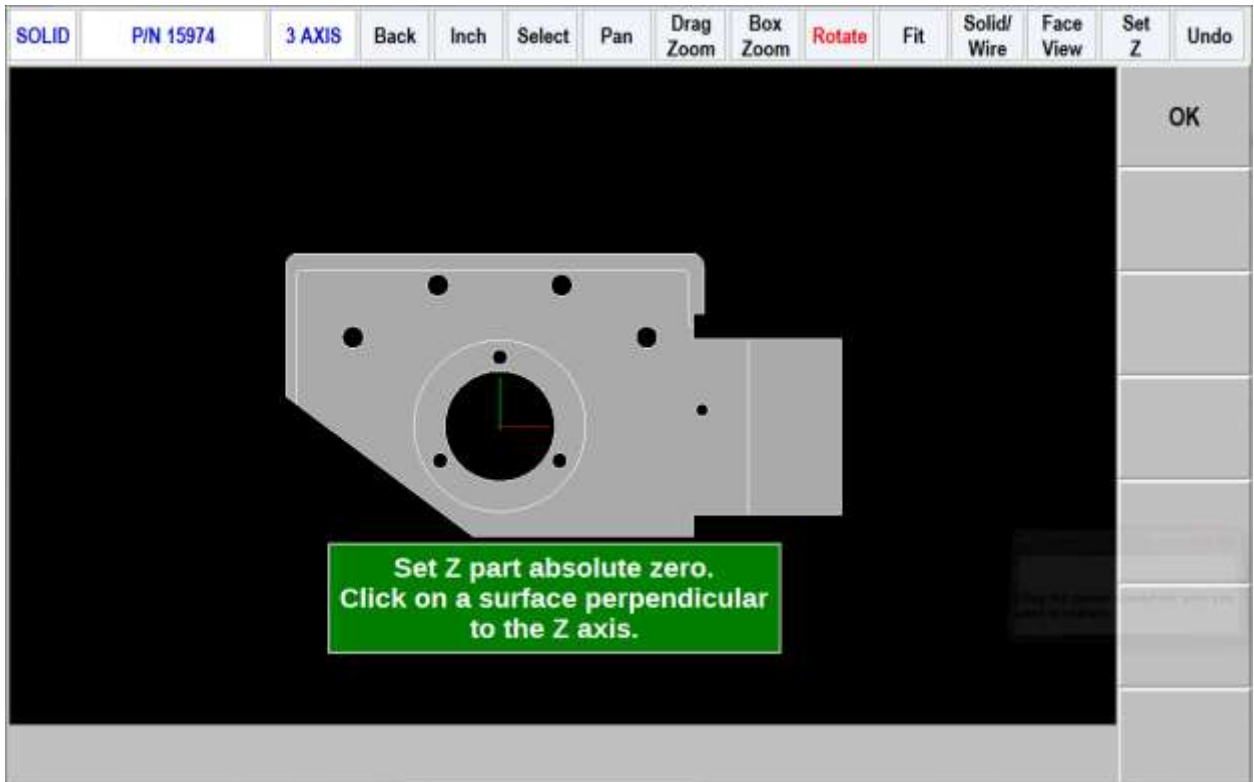 SOLID P/N 15974 3 AXIS Back Inch Select Pan Drag Zoom Box Zoom Rotate Fit Solid/ Wire Face View Set Z Undo
OK
Set Z part absolute zero.
Click on a surface perpendicular
to the Z axis.